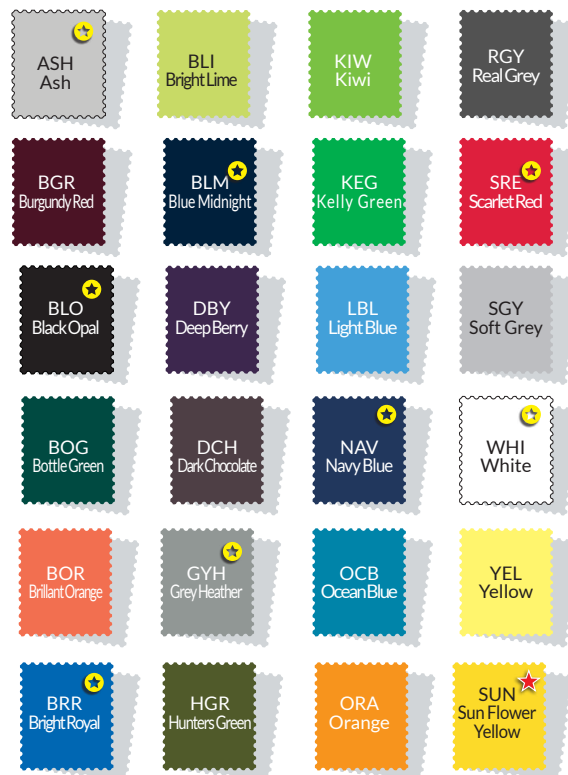 ASH
Ash
BLI
Bright Lime
KIW
Kiwi
RGY
Real Grey
BGR
Burgundy Red
BLM
Blue Midnight
KEG
Kelly Green
SRE
Scarlet Red
BLO
Black Opal
DBY
Deep Berry
LBL
Light Blue
SGY
Soft Grey
BOG
Bottle Green
DCH
Dark Chocolate
NAV
Navy Blue
WHI
White
BOR
Brillant Orange
GYH
Grey Heather
OCB
Ocean Blue
YEL
Yellow
BRR
Bright Royal
HGR
Hunters Green
ORA
Orange
SUN
Sun Flower
Yellow